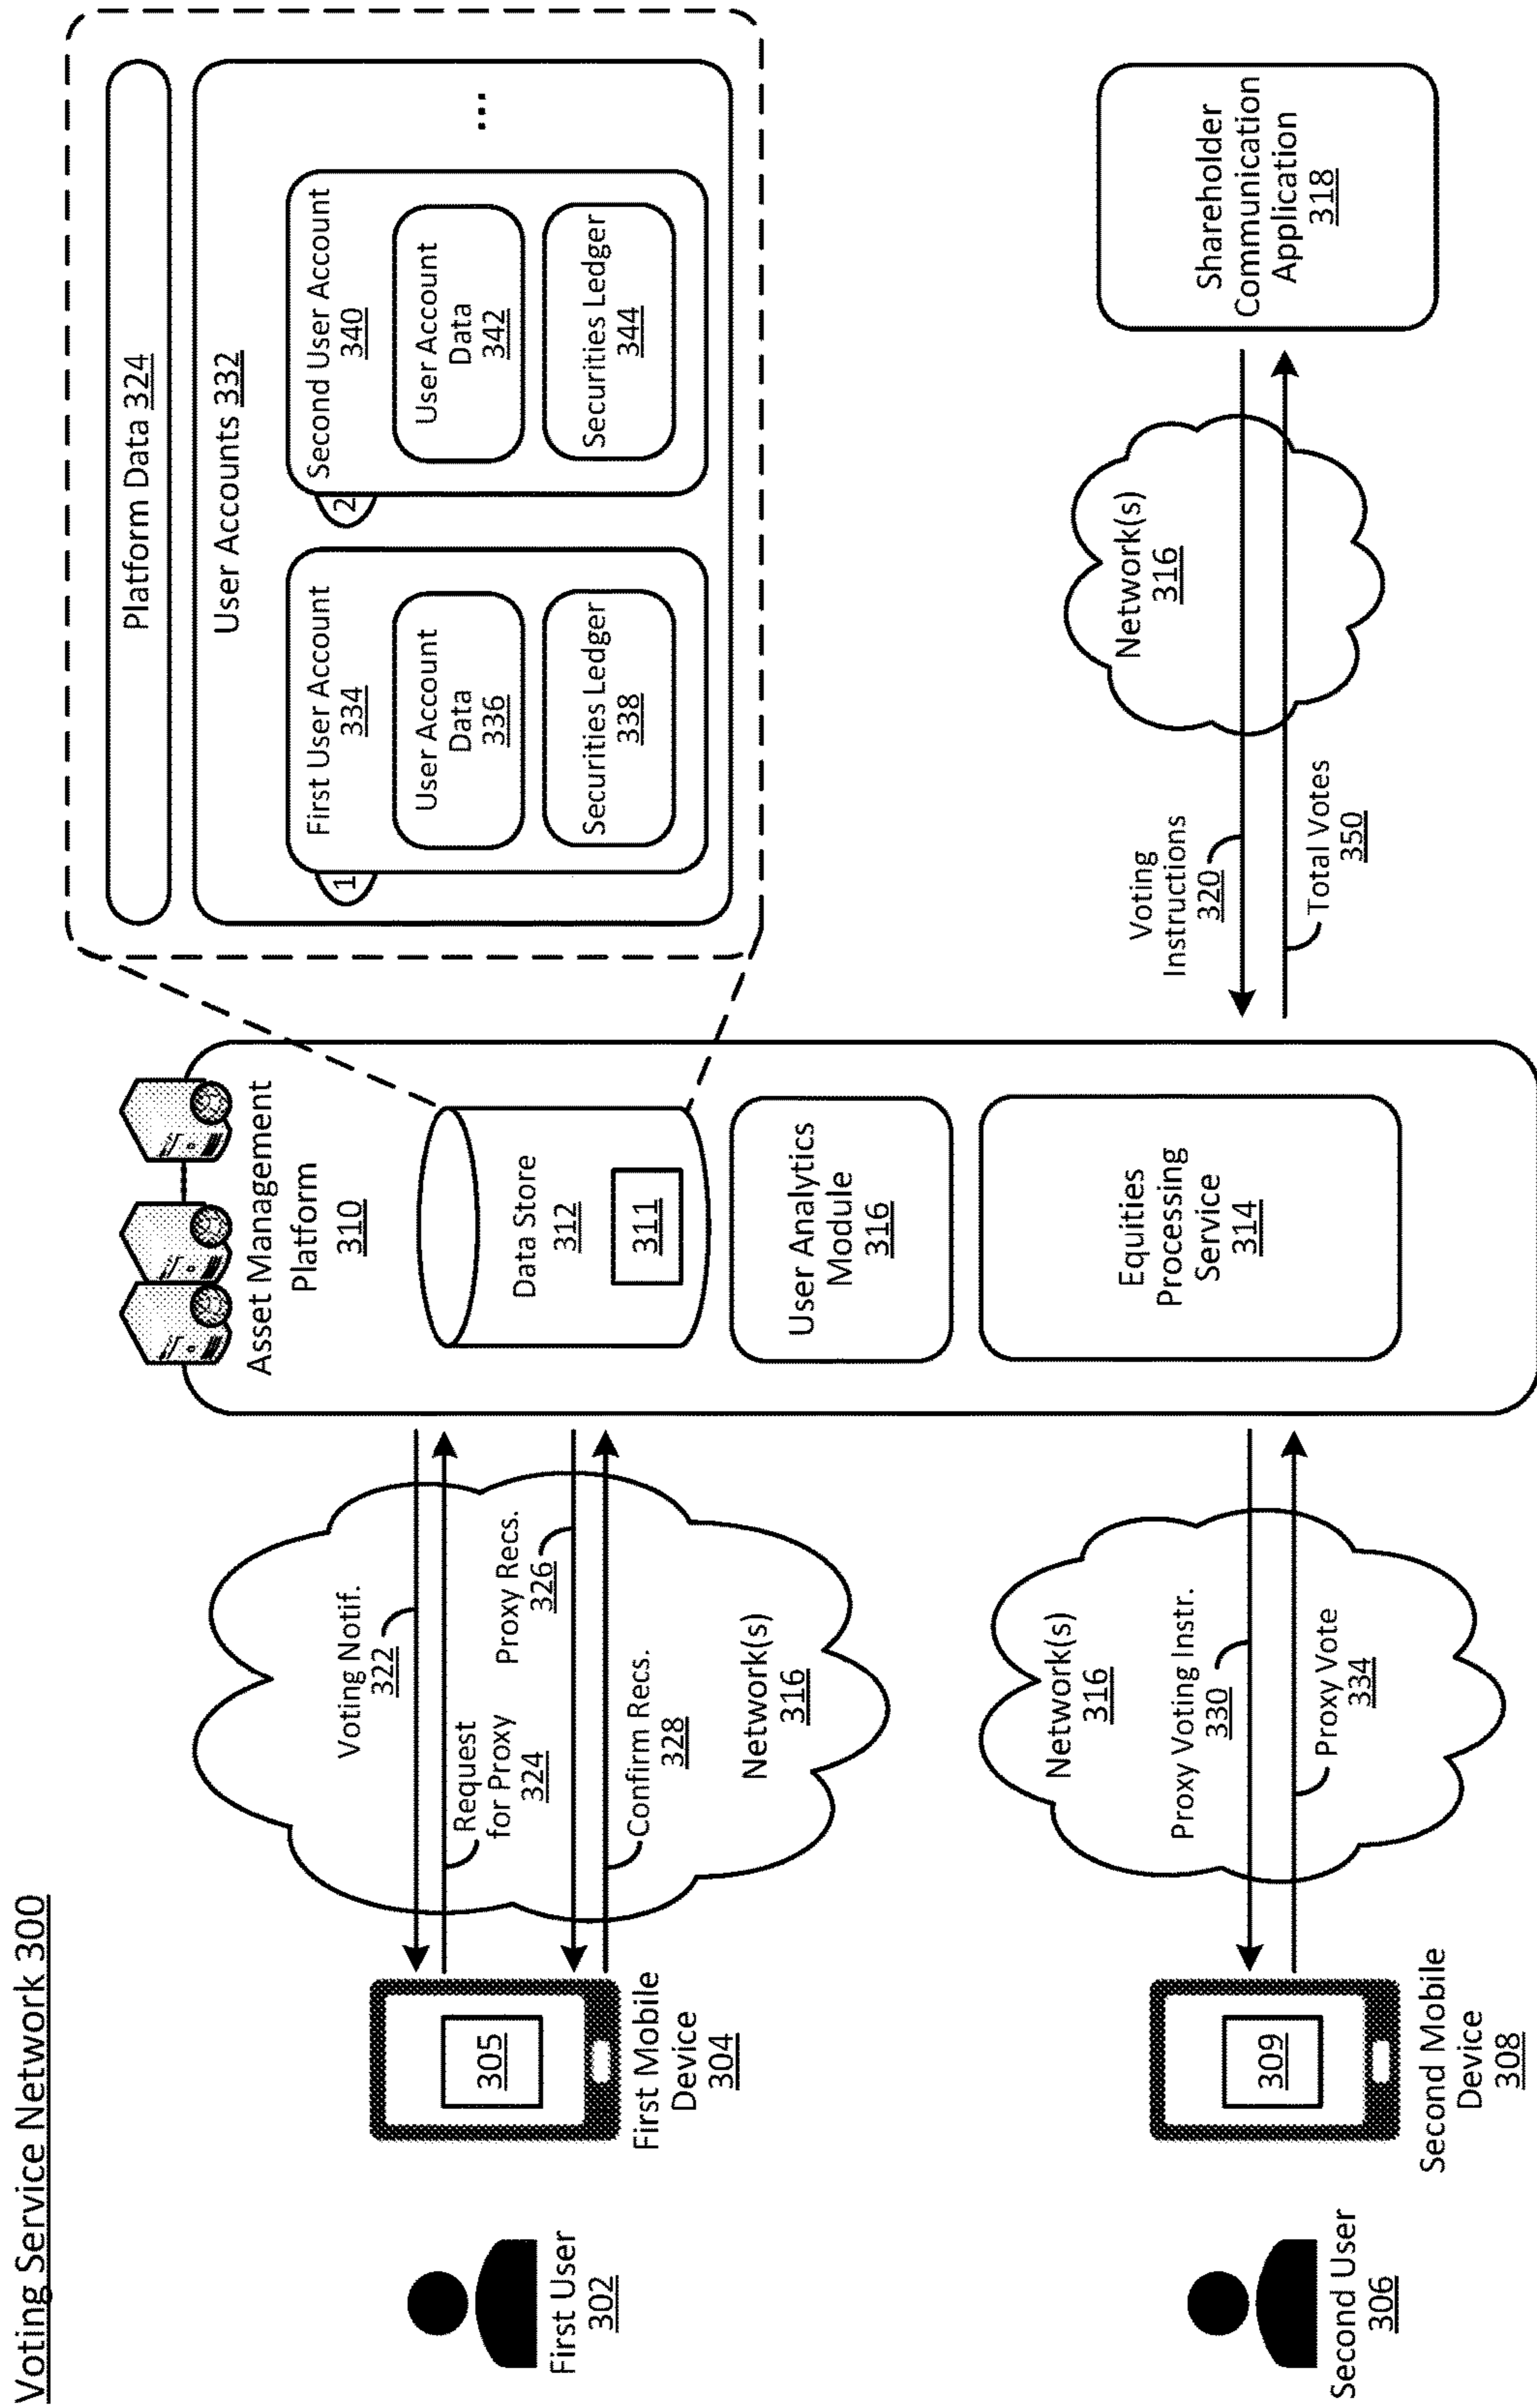 Voting Service Network 300
First User
302
305
First Mobile
Device
304
Voting Notif.
322
Request
for Proxy
324
Proxy Recs.
326
Confirm Recs.
328
Network(s)
316
Second User
306
309
Second Mobile
Device
308
Network(s)
316
Proxy Voting Instr.
330
Proxy Vote
334
Asset Management
Platform
310
Data Store
312
311
User Analytics
Module
316
Equities
Processing
Service
314
Platform Data 324
User Accounts 332
1
First User Account
334
User Account
Data
336
Securities Ledger
338
2
Second User Account
340
User Account
Data
342
Securities Ledger
344
...
Voting
Instructions
320
Total Votes
350
Network(s)
316
Shareholder
Communication
Application
318